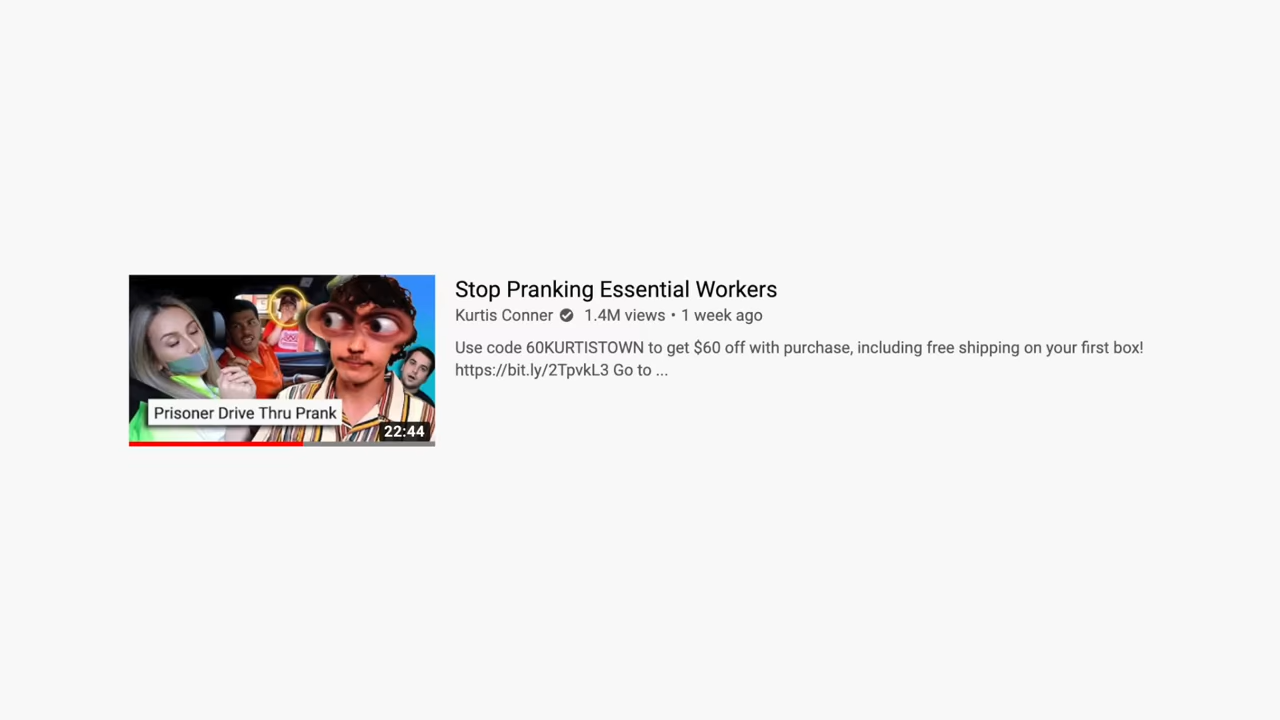 Stop Pranking Essential Workers
Kurtis Conner 1.4M views • 1 week ago
Use code 60KURTISTOWN to get $60 off with purchase, including free shipping on your first box!
https://bit.ly/2TpvkL3 Go to ...
Prisoner Drive Thru Prank
22:44